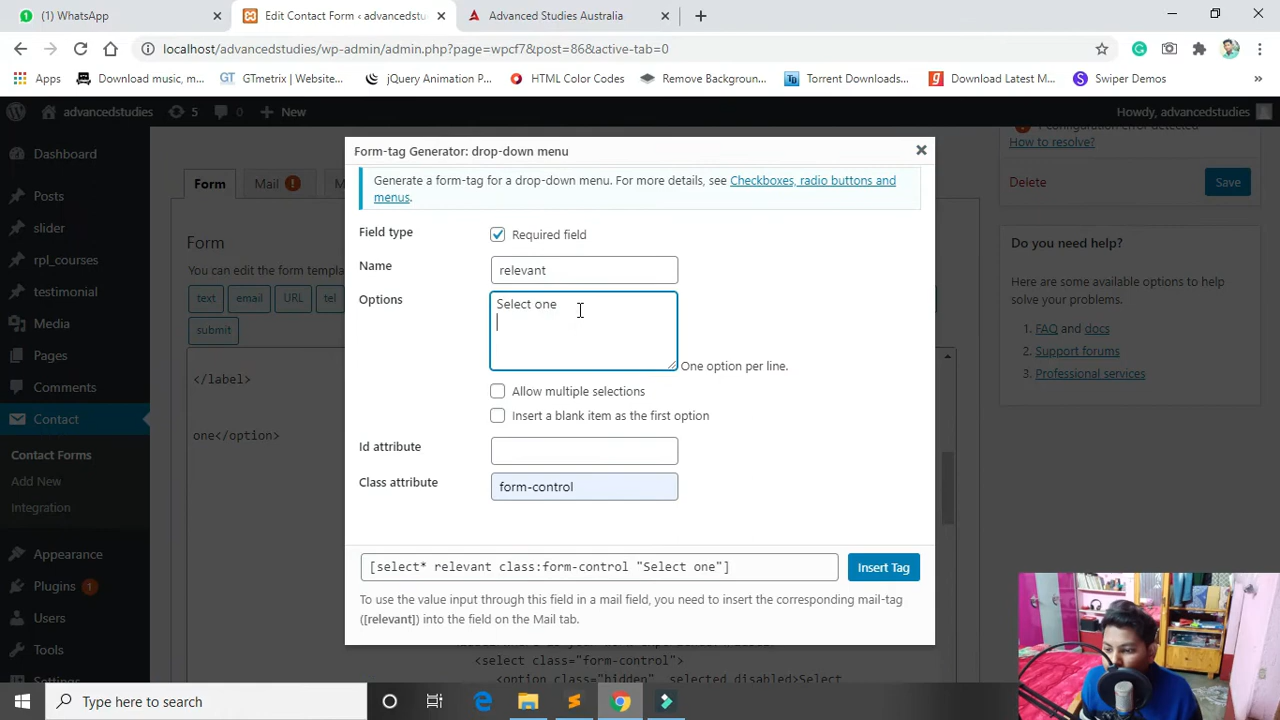 WhatsApp
Edit Contact Form ‹ advancedstu
Advanced Studies Australia
localhost/advancedstudies/wp-admin/admin.php?page=wpcf7&post=86&active-tab=0
Apps
Download music, m...
GTmetrix | Website...
jQuery Animation P...
HTML Color Codes
Remove Backgroun...
Torrent Downloads...
Download Latest M...
Swiper Demos
»
advancedstudies
5
0
New
Howdy, advancedstudies
Dashboard
Posts
slider
rpl_courses
testimonial
Media
Pages
Comments
Contact
Contact Forms
Add New
Integration
Appearance
Plugins 1
Users
Tools
Settings
Form
Mail !
M
Form
You can edit the form templa
text
email
URL
tel
submit
</label>
one</option>
Form-tag Generator: drop-down menu
Generate a form-tag for a drop-down menu. For more details, see Checkboxes, radio buttons and
menus.
Field type
Required field
Name
relevant
Options
Select one
One option per line.
Allow multiple selections
Insert a blank item as the first option
Id attribute
Class attribute
form-control
[select* relevant class:form-control "Select one"]
Insert Tag
To use the value input through this field in a mail field, you need to insert the corresponding mail-tag
([relevant]) into the field on the Mail tab.
<select class="form-control">
<option class="hidden" selected disabled>Select
1 configuration error detected
How to resolve?
Delete
Save
Do you need help?
Here are some available options to help
solve your problems.
1. FAQ and docs
2. Support forums
3. Professional services
Type here to search